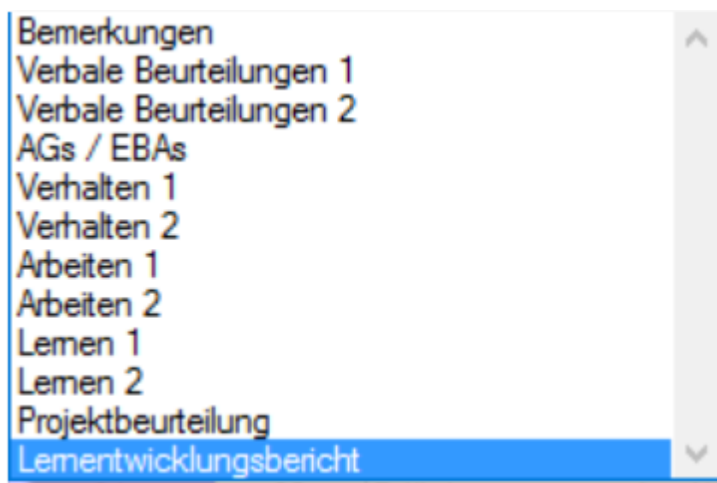 Bemerkungen
Verbale Beurteilungen 1
Verbale Beurteilungen 2
AGs / EBAs
Verhalten 1
Verhalten 2
Arbeiten 1
Arbeiten 2
Lernen 1
Lernen 2
Projektbeurteilung
Lernentwicklungsbericht